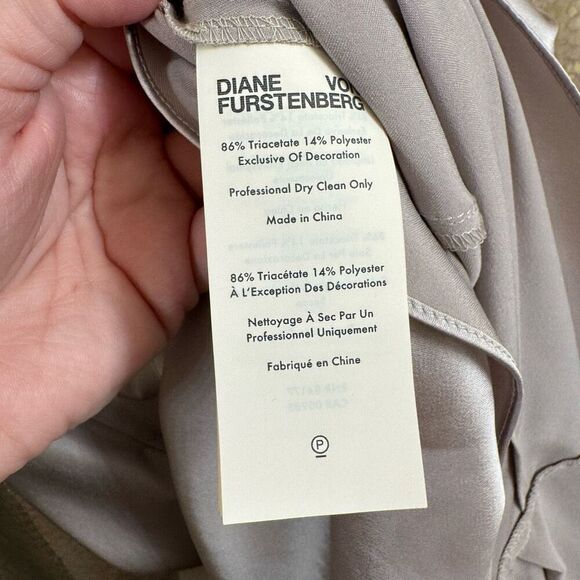 DIANE VON
FURSTENBERG
86% Triacetate 14% Polyester
Exclusive Of Decoration
Professional Dry Clean Only
Made in China
86% Triacétate 14% Polyester
À L'Exception Des Décorations
Nettoyage À Sec Par Un
Professionnel Uniquement
Fabriqué en Chine
P